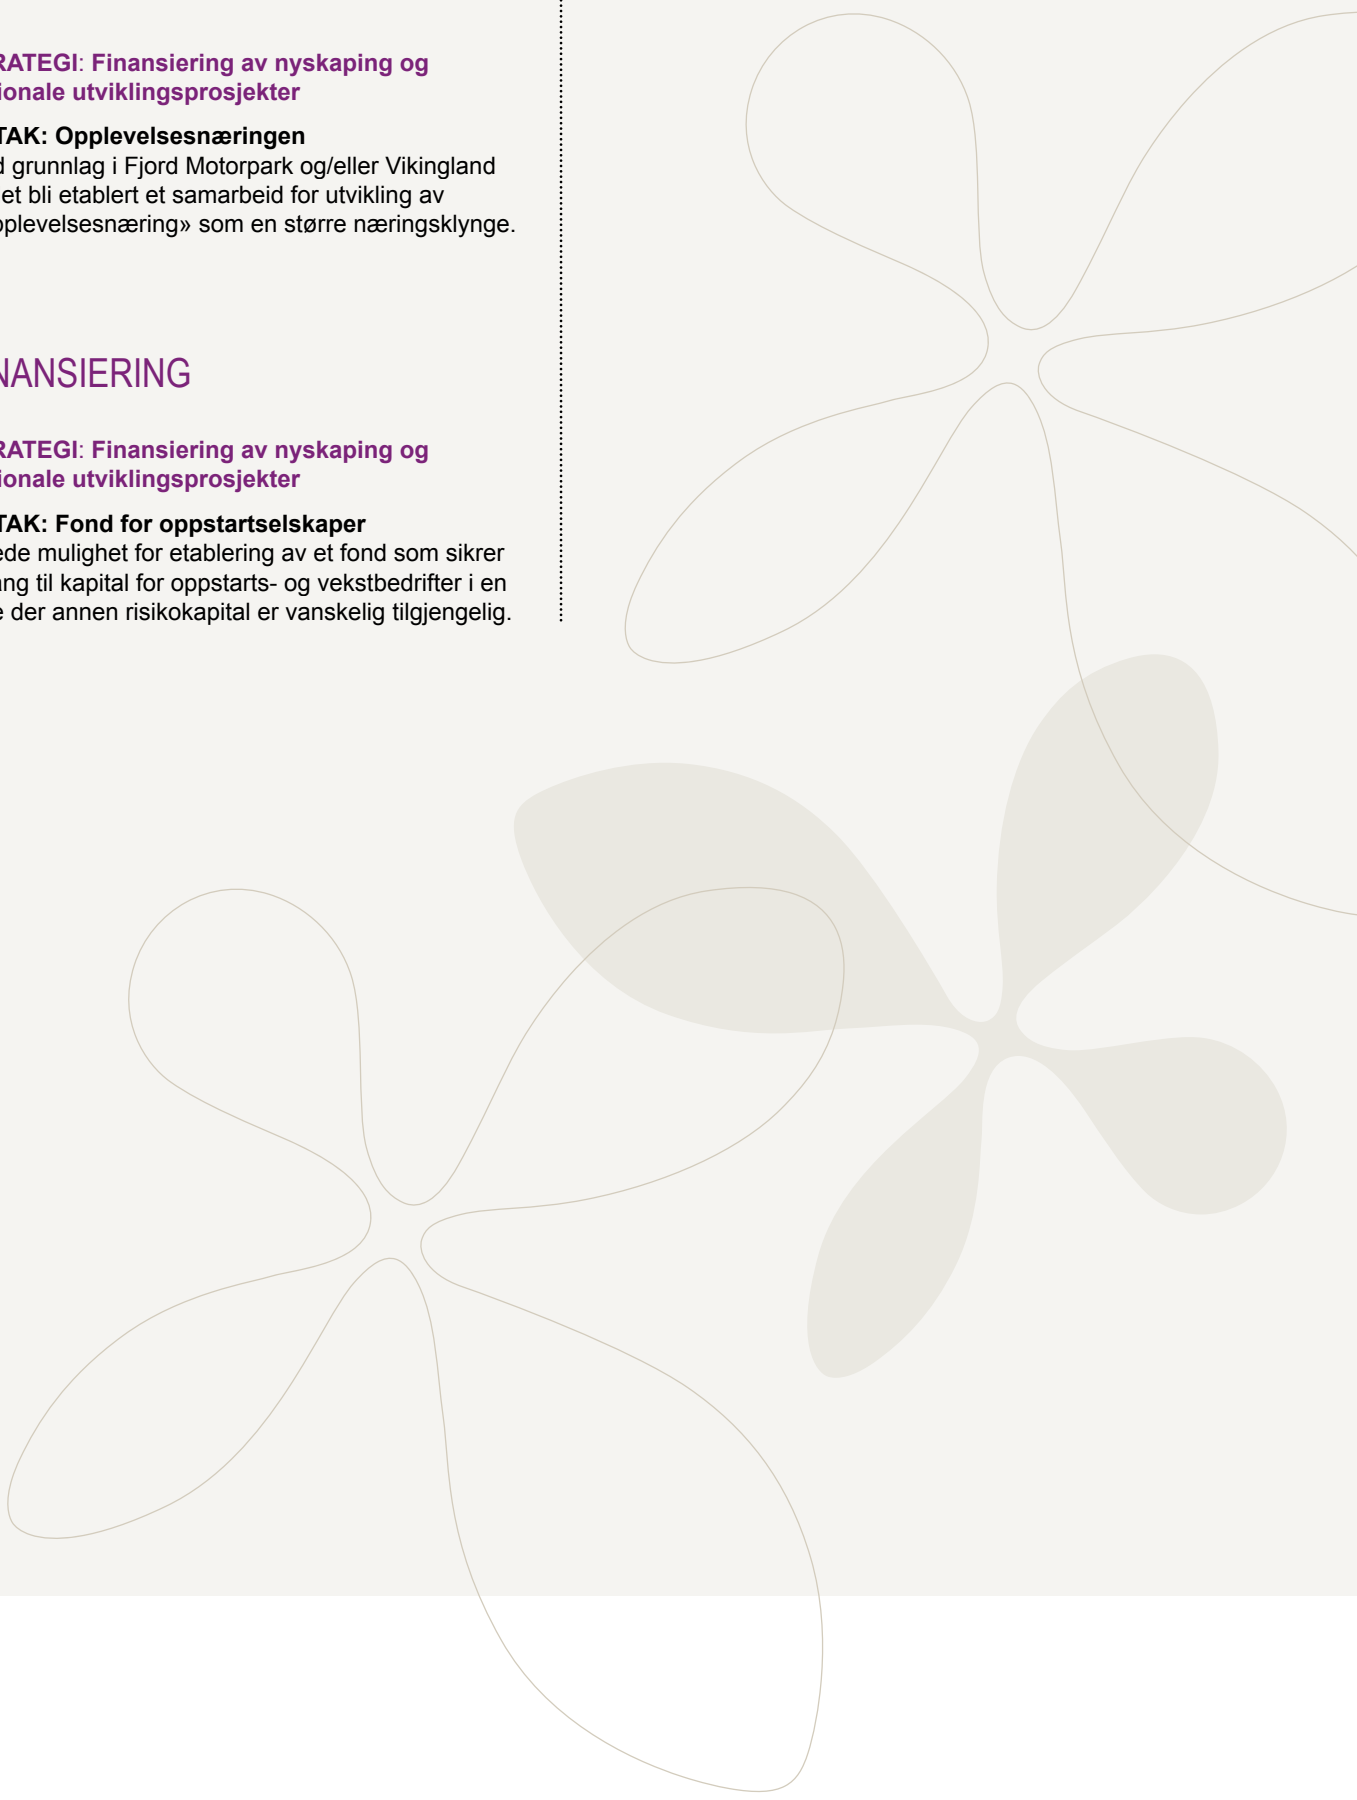 RATEGI: Finansiering av nyskaping og
ionale utviklingsprosjekter
TAK: Opplevelsesnæringen
d grunnlag i Fjord Motorpark og/eller Vikingland
et bli etablert et samarbeid for utvikling av
pplevelsesnæring» som en større næringsklynge.
NANSIERING
RATEGI: Finansiering av nyskaping og
ionale utviklingsprosjekter
TAK: Fond for oppstartselskaper
ede mulighet for etablering av et fond som sikrer
ang til kapital for oppstarts- og vekstbedrifter i en
e der annen risikokapital er vanskelig tilgjengelig.